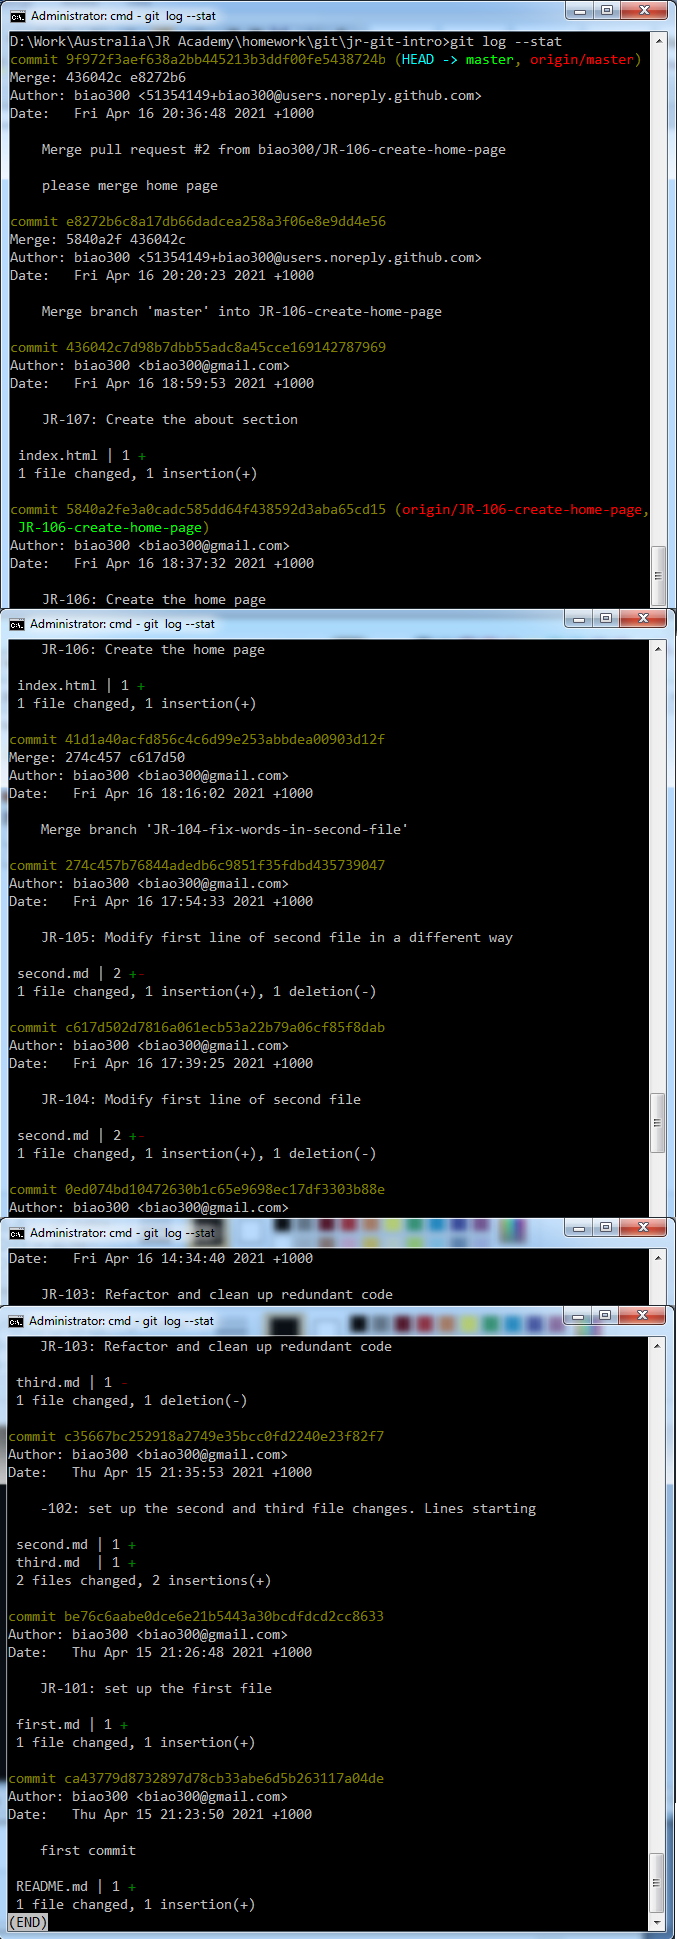 Administrator: cmd - git  log --stat
D:\Work\Australia\JR Academy\homework\git\jr-git-intro>git log --stat
commit 9f972f3aef638a2bb445213b3ddf00fe5438724b (HEAD -> master, origin/master)
Merge: 436042c e8272b6
Author: biao300 <51354149+biao300@users.noreply.github.com>
Date:   Fri Apr 16 20:36:48 2021 +1000
    Merge pull request #2 from biao300/JR-106-create-home-page
    please merge home page
commit e8272b6c8a17db66dadcea258a3f06e8e9dd4e56
Merge: 5840a2f 436042c
Author: biao300 <51354149+biao300@users.noreply.github.com>
Date:   Fri Apr 16 20:20:23 2021 +1000
    Merge branch 'master' into JR-106-create-home-page
commit 436042c7d98b7dbb55adc8a45cce169142787969
Author: biao300 <biao300@gmail.com>
Date:   Fri Apr 16 18:59:53 2021 +1000
    JR-107: Create the about section
 index.html | 1 +
 1 file changed, 1 insertion(+)
commit 5840a2fe3a0cadc585dd64f438592d3aba65cd15 (origin/JR-106-create-home-page,
 JR-106-create-home-page)
Author: biao300 <biao300@gmail.com>
Date:   Fri Apr 16 18:37:32 2021 +1000
    JR-106: Create the home page
Administrator: cmd - git  log --stat
    JR-106: Create the home page
 index.html | 1 +
 1 file changed, 1 insertion(+)
commit 41d1a40acfd856c4c6d99e253abbdea00903d12f
Merge: 274c457 c617d50
Author: biao300 <biao300@gmail.com>
Date:   Fri Apr 16 18:16:02 2021 +1000
    Merge branch 'JR-104-fix-words-in-second-file'
commit 274c457b76844adedb6c9851f35fdbd435739047
Author: biao300 <biao300@gmail.com>
Date:   Fri Apr 16 17:54:33 2021 +1000
    JR-105: Modify first line of second file in a different way
 second.md | 2 +-
 1 file changed, 1 insertion(+), 1 deletion(-)
commit c617d502d7816a061ecb53a22b79a06cf85f8dab
Author: biao300 <biao300@gmail.com>
Date:   Fri Apr 16 17:39:25 2021 +1000
    JR-104: Modify first line of second file
 second.md | 2 +-
 1 file changed, 1 insertion(+), 1 deletion(-)
commit 0ed074bd10472630b1c65e9698ec17df3303b88e
Author: biao300 <biao300@gmail.com>
Administrator: cmd - git  log --stat
Date:   Fri Apr 16 14:34:40 2021 +1000
    JR-103: Refactor and clean up redundant code
Administrator: cmd - git  log --stat
    JR-103: Refactor and clean up redundant code
 third.md | 1 -
 1 file changed, 1 deletion(-)
commit c35667bc252918a2749e35bcc0fd2240e23f82f7
Author: biao300 <biao300@gmail.com>
Date:   Thu Apr 15 21:35:53 2021 +1000
    -102: set up the second and third file changes. Lines starting
 second.md | 1 +
 third.md  | 1 +
 2 files changed, 2 insertions(+)
commit be76c6aabe0dce6e21b5443a30bcdfdcd2cc8633
Author: biao300 <biao300@gmail.com>
Date:   Thu Apr 15 21:26:48 2021 +1000
    JR-101: set up the first file
 first.md | 1 +
 1 file changed, 1 insertion(+)
commit ca43779d8732897d78cb33abe6d5b263117a04de
Author: biao300 <biao300@gmail.com>
Date:   Thu Apr 15 21:23:50 2021 +1000
    first commit
 README.md | 1 +
 1 file changed, 1 insertion(+)
(END)